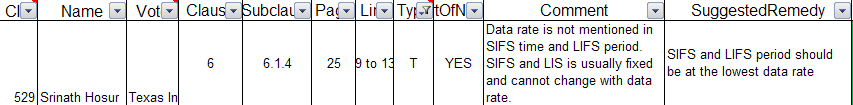 Cl Name Vot Claus Subclau Pag Lin Typ rtOfN Comment SuggestedRemedy
529 Srinath Hosur Texas In 6 6.1.4 25 9 to 13 T YES
Data rate is not mentioned in
SIFS time and LIFS period.
SIFS and LIS is usually fixed
and cannot change with data
rate.
SIFS and LIFS period should
be at the lowest data rate